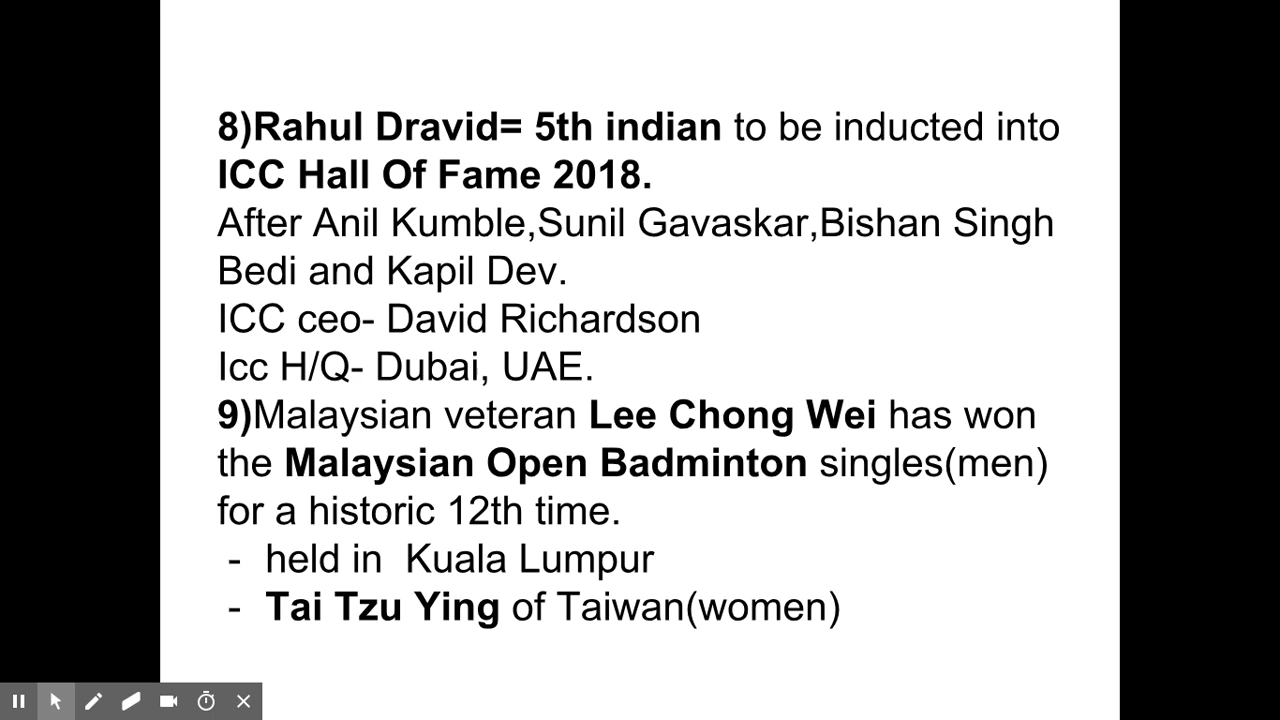 8)Rahul Dravid= 5th indian to be inducted into
ICC Hall Of Fame 2018.
After Anil Kumble,Sunil Gavaskar,Bishan Singh
Bedi and Kapil Dev.
ICC ceo- David Richardson
Icc H/Q- Dubai, UAE.
9)Malaysian veteran Lee Chong Wei has won
the Malaysian Open Badminton singles(men)
for a historic 12th time.
- held in  Kuala Lumpur
- Tai Tzu Ying of Taiwan(women)